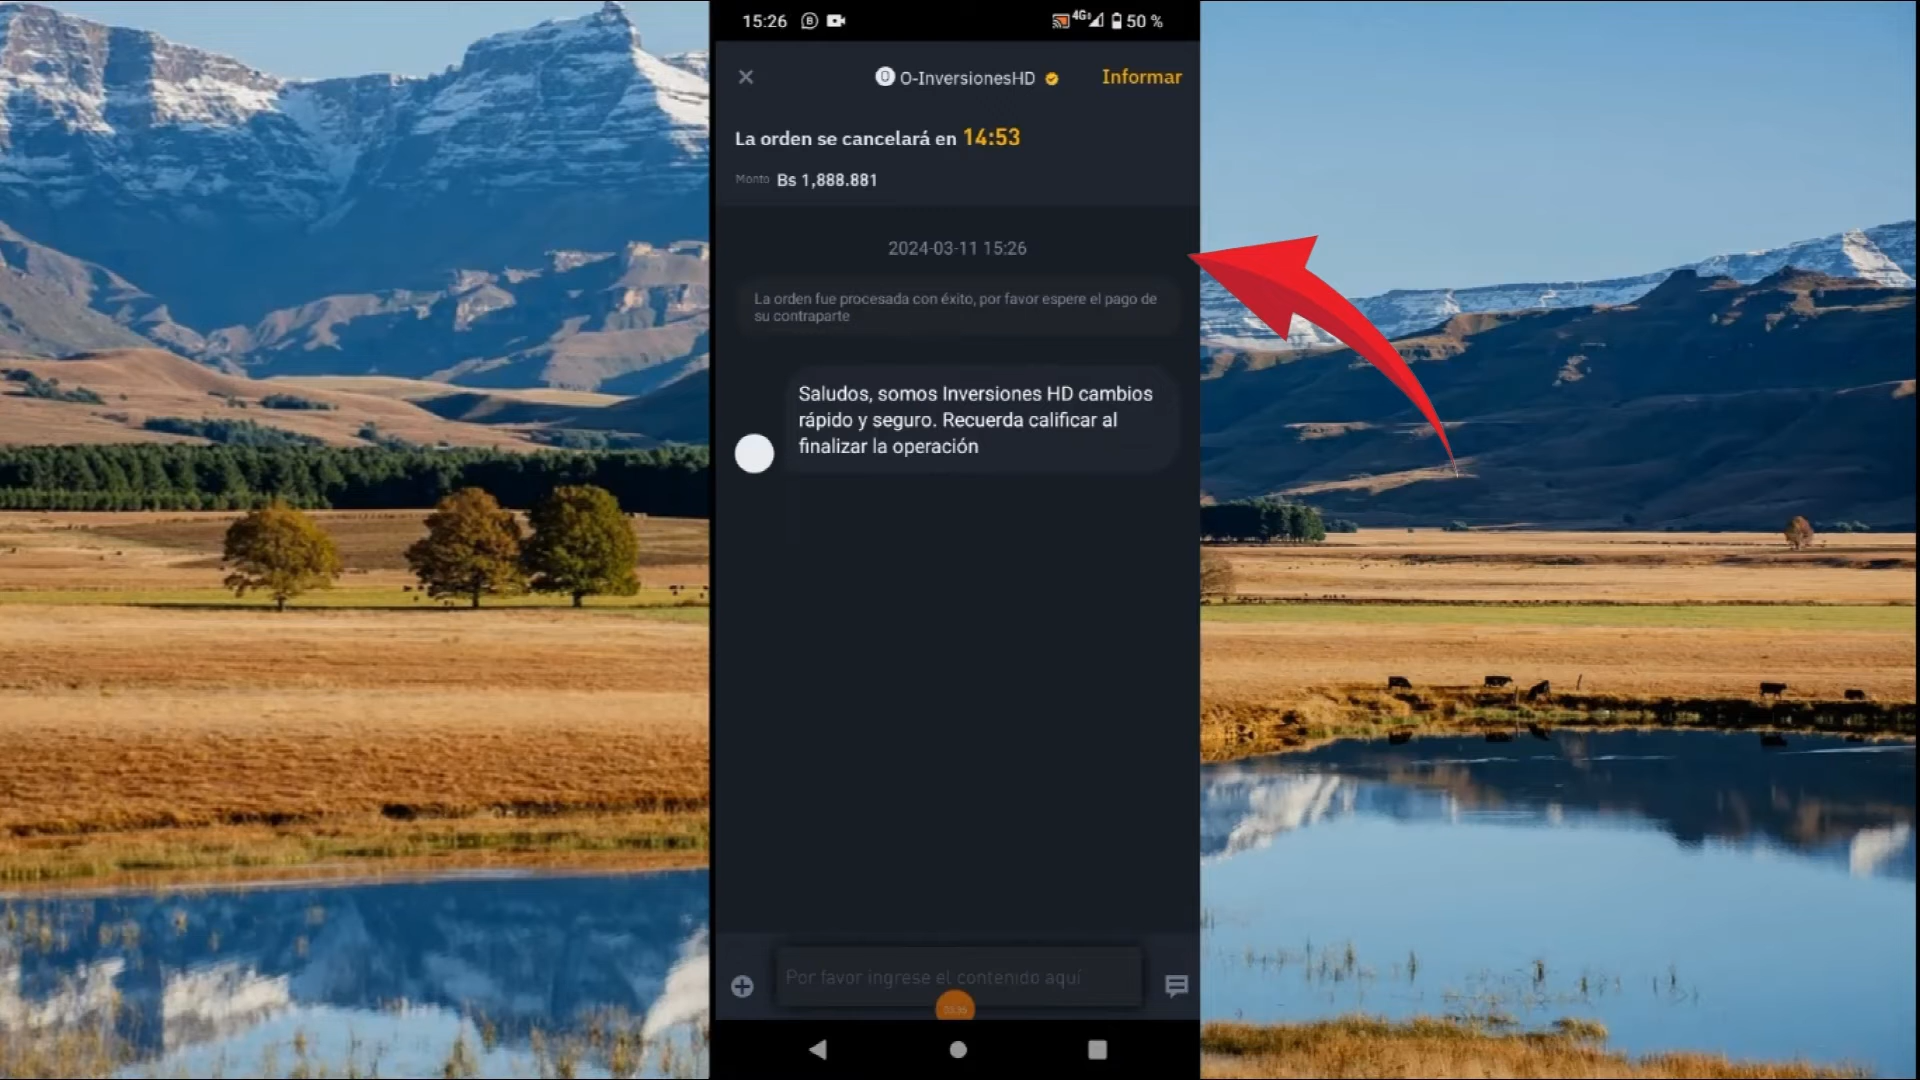 15:26 B 4G 50 %
O O-InversionesHD Informar
La orden se cancelará en 14:53
Monto Bs 1,888.881
2024-03-11 15:26
La orden fue procesada con éxito, por favor espere el pago de
su contraparte
Saludos, somos Inversiones HD cambios
rápido y seguro. Recuerda calificar al
finalizar la operación
Por favor ingrese el contenido aquí